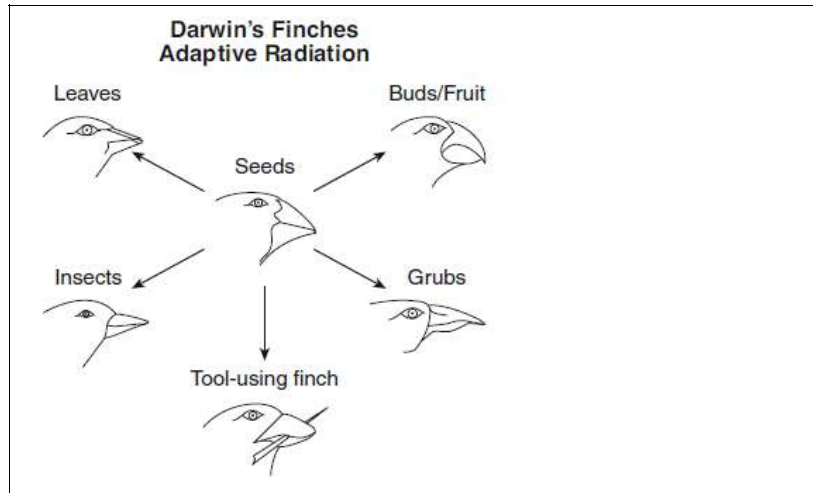 Darwin's Finches
Adaptive Radiation
Leaves
Buds/Fruit
Seeds
Insects
Grubs
Tool-using finch